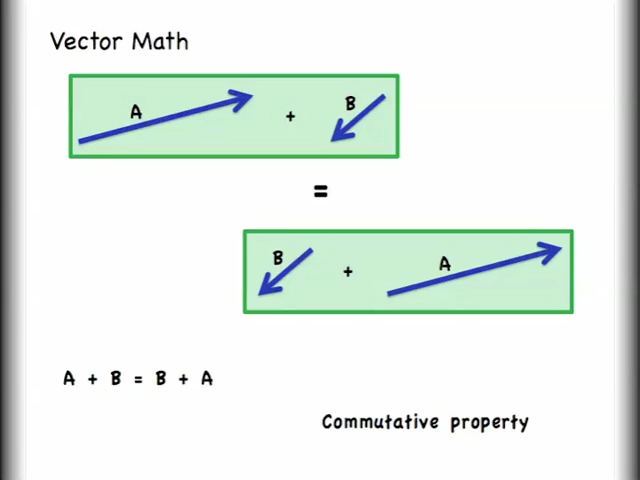 Vector Math
A + B
=
B + A
A + B = B + A
Commutative property